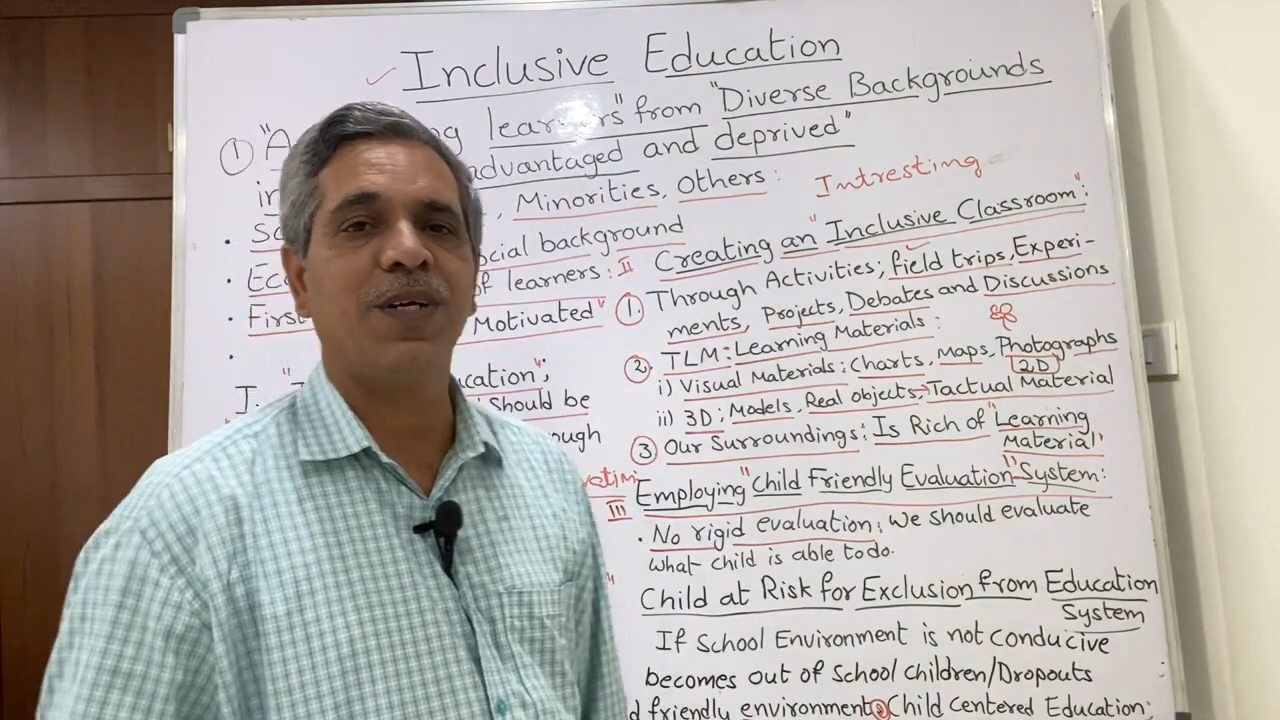 Inclusive Education
① "A g learners" from "Diverse Backgrounds
advantaged and deprived"
, Minorities, Others:
ocial background
of learners:
First Motivated"
ucation";
should be
ough
Intresting
II Creating an "Inclusive Classroom":
1. Through Activities; field trips, Experi-
ments, Projects, Debates and Discussions
2. TLM: Learning Materials:
i) Visual Materials: Charts, Maps, Photographs
2D
ii) 3D: Models, Real objects, → Tactual Material
3 Our Surroundings: Is Rich of "Learning
Material"
III Employing "Child Friendly Evaluation" System:
• No rigid evaluation; We should evaluate
what child is able to do.
Child at Risk for Exclusion from Education
System
If School Environment is not conducive
becomes out of School Children/Dropouts
d friendly environment ② Child centered Education: